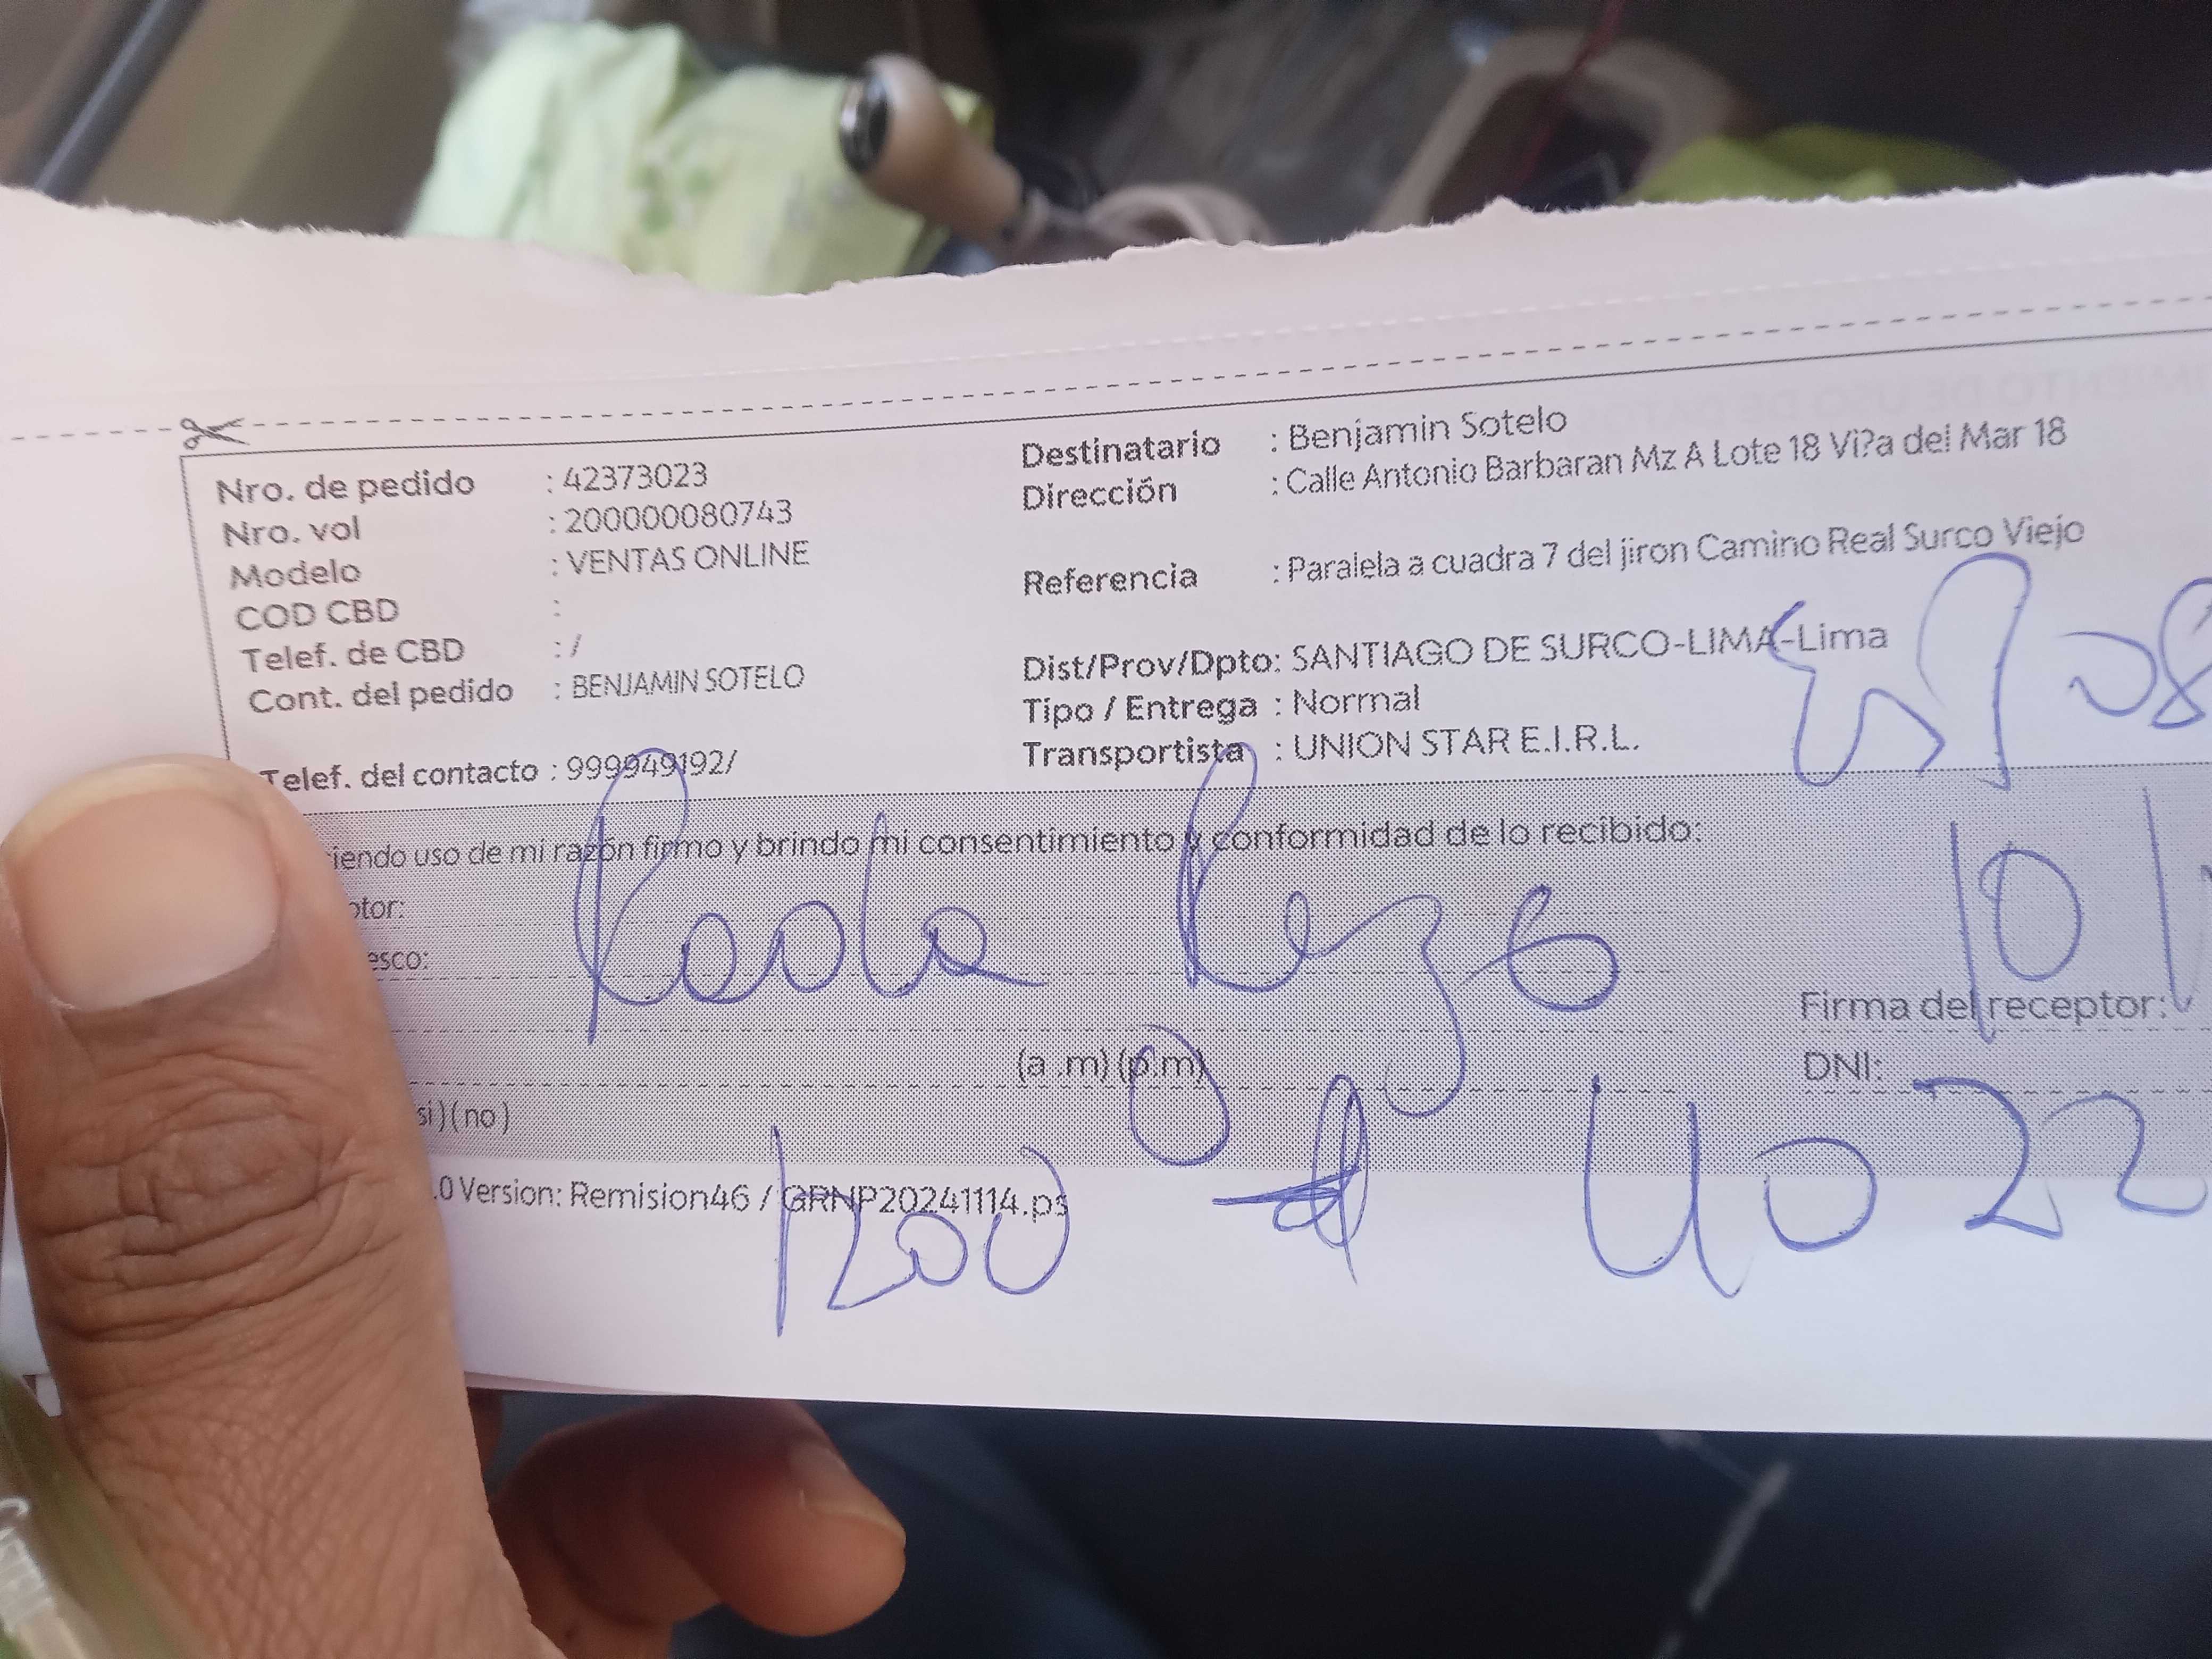 Nro. de pedido : 42373023
Nro. vol : 200000080743
Modelo : VENTAS ONLINE
COD CBD :
Telef. de CBD : /
Cont. del pedido : BENJAMIN SOTELO
Telef. del contacto : 999949192/
Destinatario : Benjamin Sotelo
Dirección : Calle Antonio Barbaran Mz A Lote 18 Vi?a del Mar 18
Referencia : Paralela a cuadra 7 del jiron Camino Real Surco Viejo
Dist/Prov/Dpto: SANTIAGO DE SURCO-LIMA-Lima
Tipo / Entrega : Normal
Transportista : UNION STAR E.I.R.L.
08
iendo uso de mi razón firmo y brindo mi consentimiento y conformidad de lo recibido:
otor:
Paola
101
esco:
Firma del receptor:
(a .m) (p.m)
DNI:
si) ( no )
4022
.0 Version: Remision46 / GRNP20241114.ps
1200